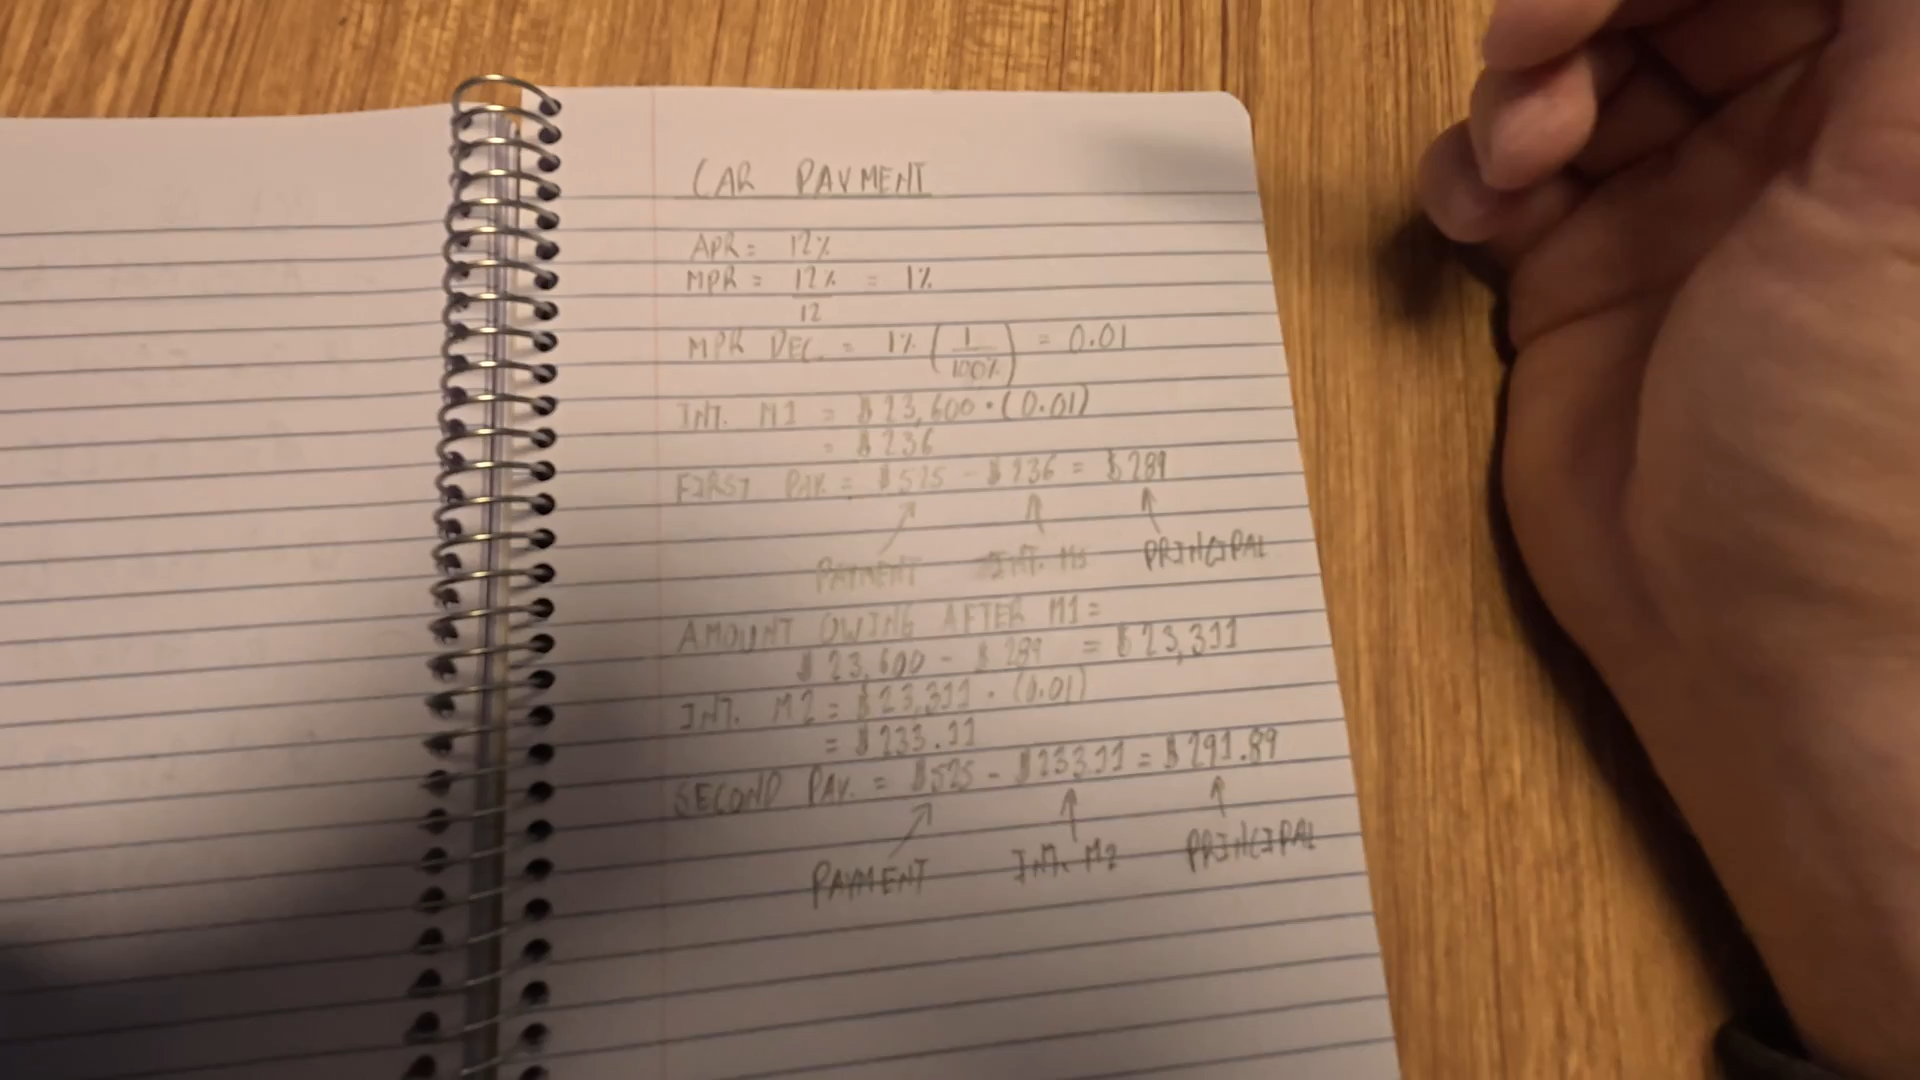 CAR PAYMENT
APR = 12%
MPR = 12% = 1%
12
MPR DEC. = 1% (1/100%) = 0.01
INT. M1 = $23,600 • (0.01)
= $236
FIRST PAY. = $525 - $236 = $289
PAYMENT INT. M1 PRINCIPAL
AMOUNT OWING AFTER M1 =
$23,600 - $289 = $23,311
INT. M2 = $23,311 • (0.01)
= $233.11
SECOND PAY. = $525 - $233.11 = $291.89
PAYMENT INT. M2 PRINCIPAL